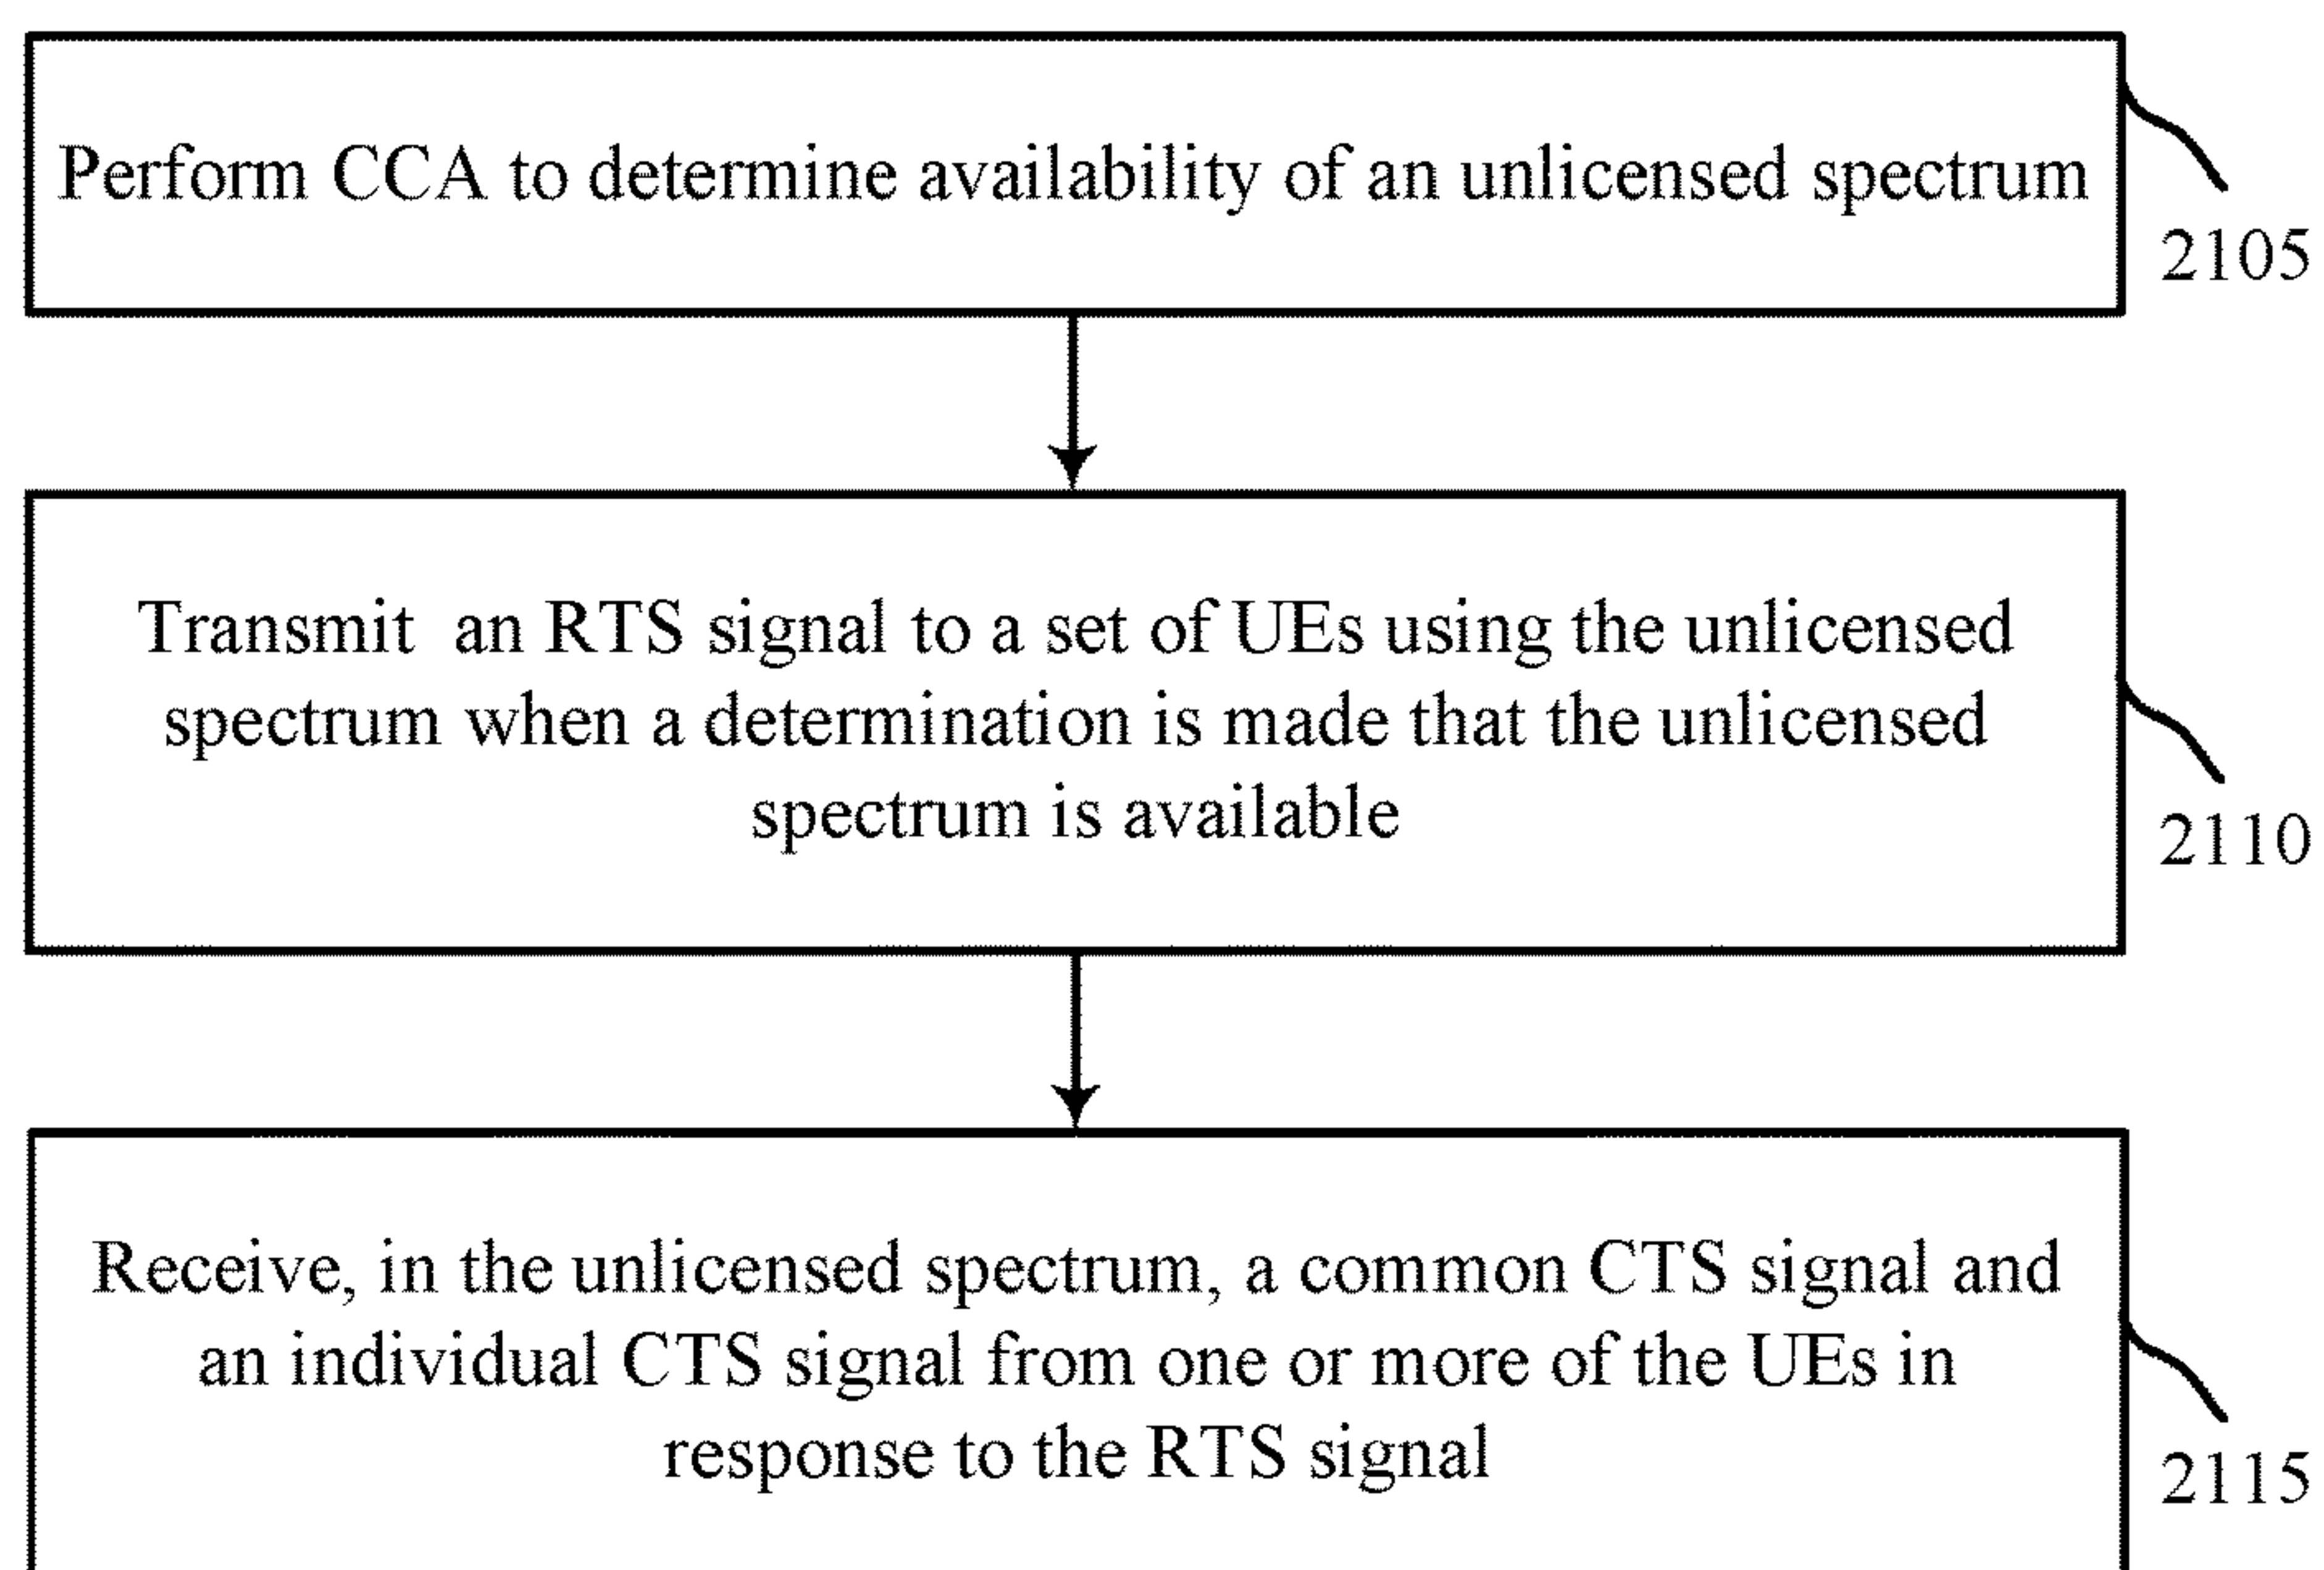 Perform CCA to determine availability of an unlicensed spectrum
2105
Transmit an RTS signal to a set of UEs using the unlicensed
spectrum when a determination is made that the unlicensed
spectrum is available
2110
Receive, in the unlicensed spectrum, a common CTS signal and
an individual CTS signal from one or more of the UEs in
response to the RTS signal
2115